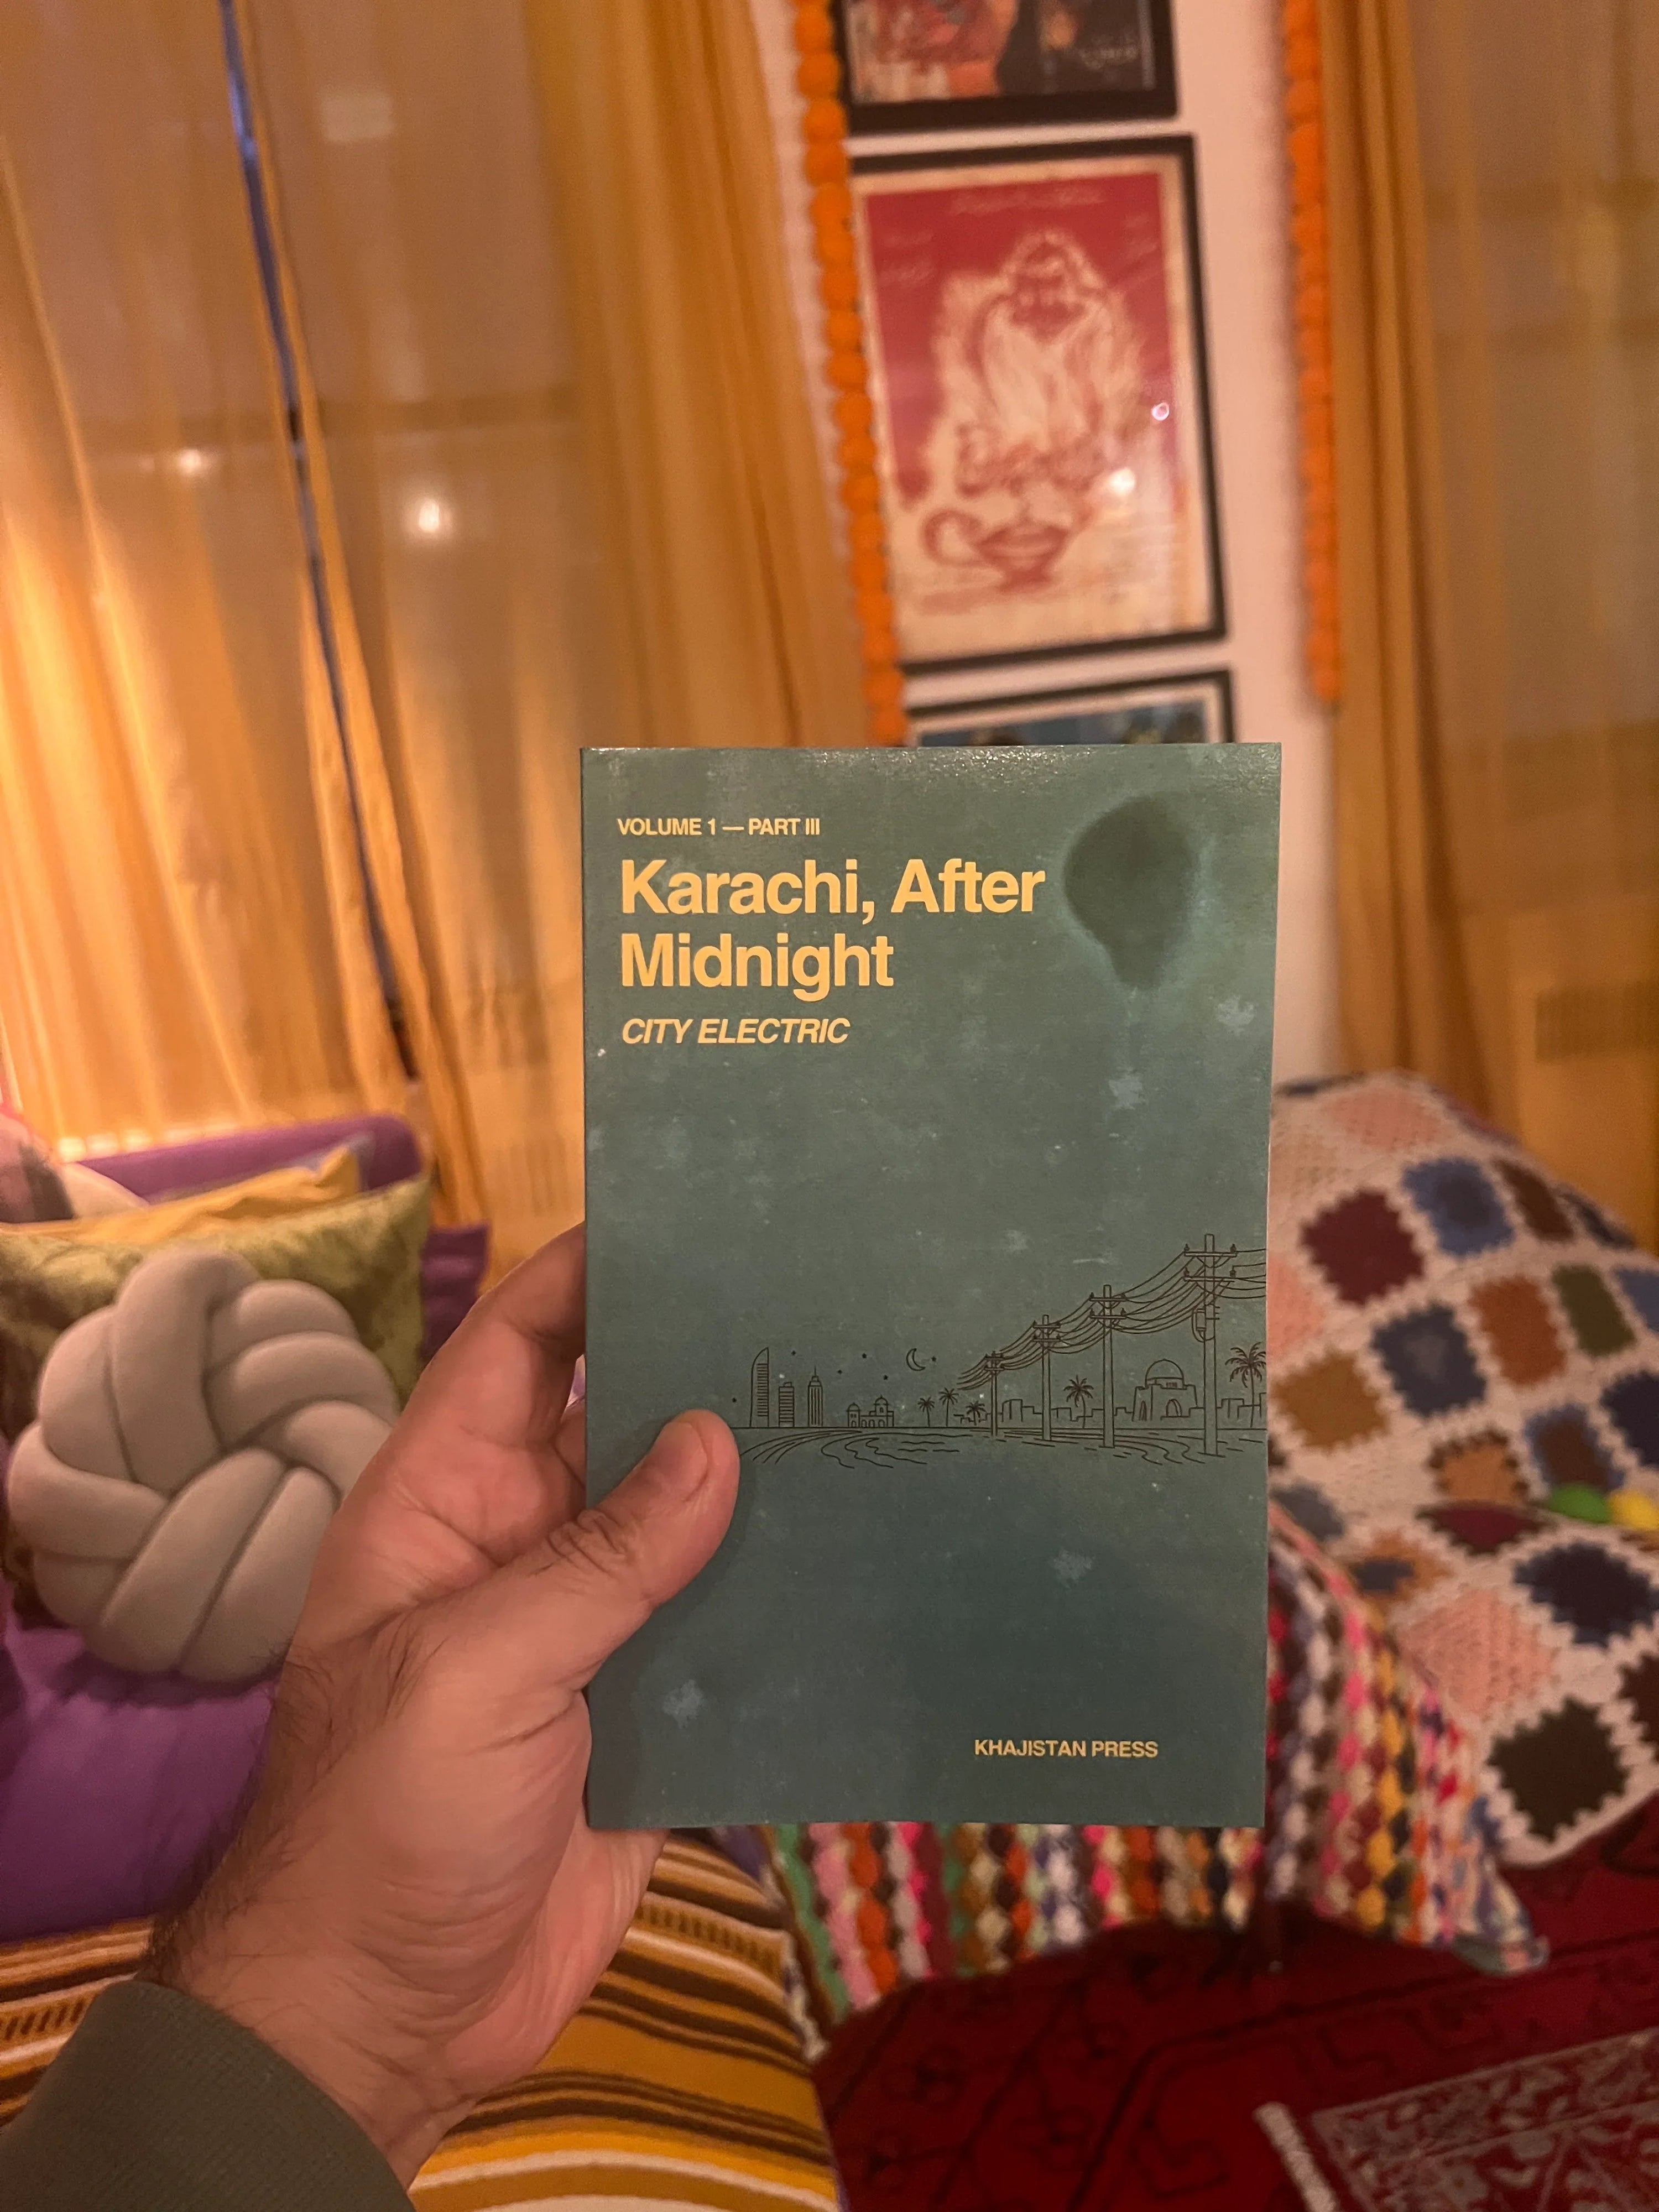 VOLUME 1 — PART III
Karachi, After
Midnight
CITY ELECTRIC
KHAJISTAN PRESS